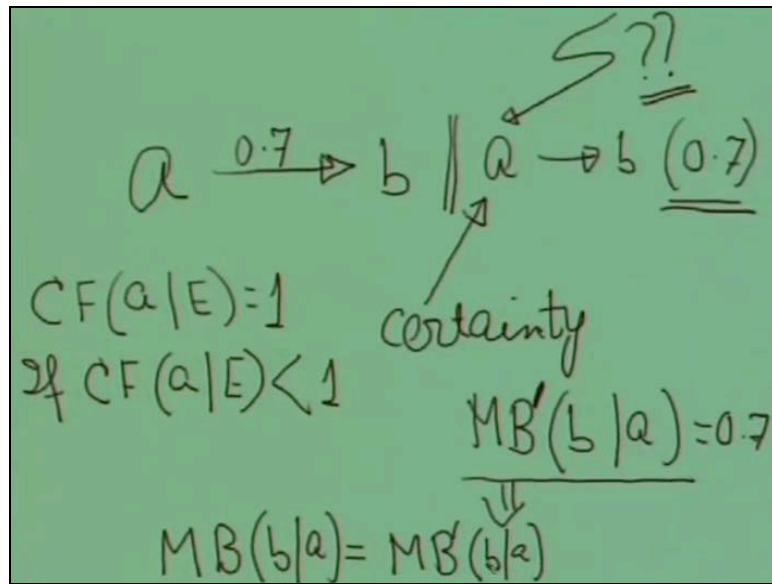 ??
a 0.7 → b || a → b (0.7)
CF(a|E)=1
certainty
If CF(a|E)<1
MB'(b|a)=0.7
⇓
MB(b|a)=MB'(b|a)